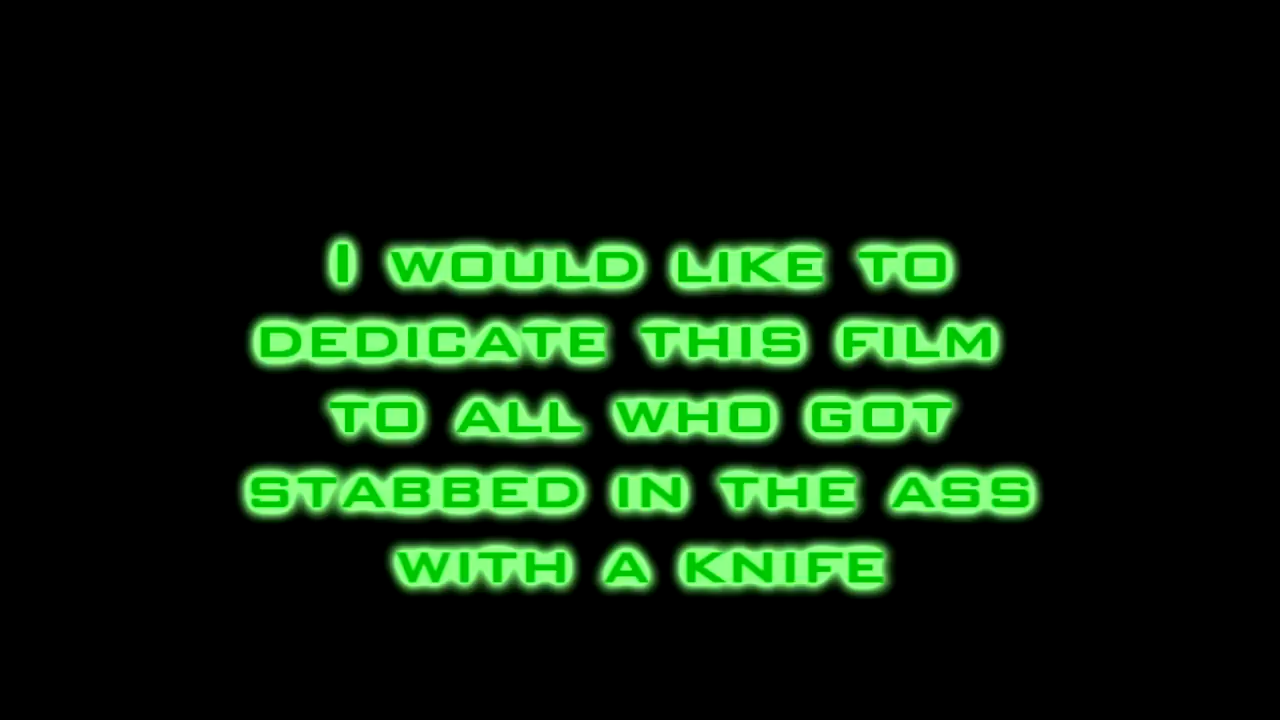 I WOULD LIKE TO
DEDICATE THIS FILM
TO ALL WHO GOT
STABBED IN THE ASS
WITH A KNIFE